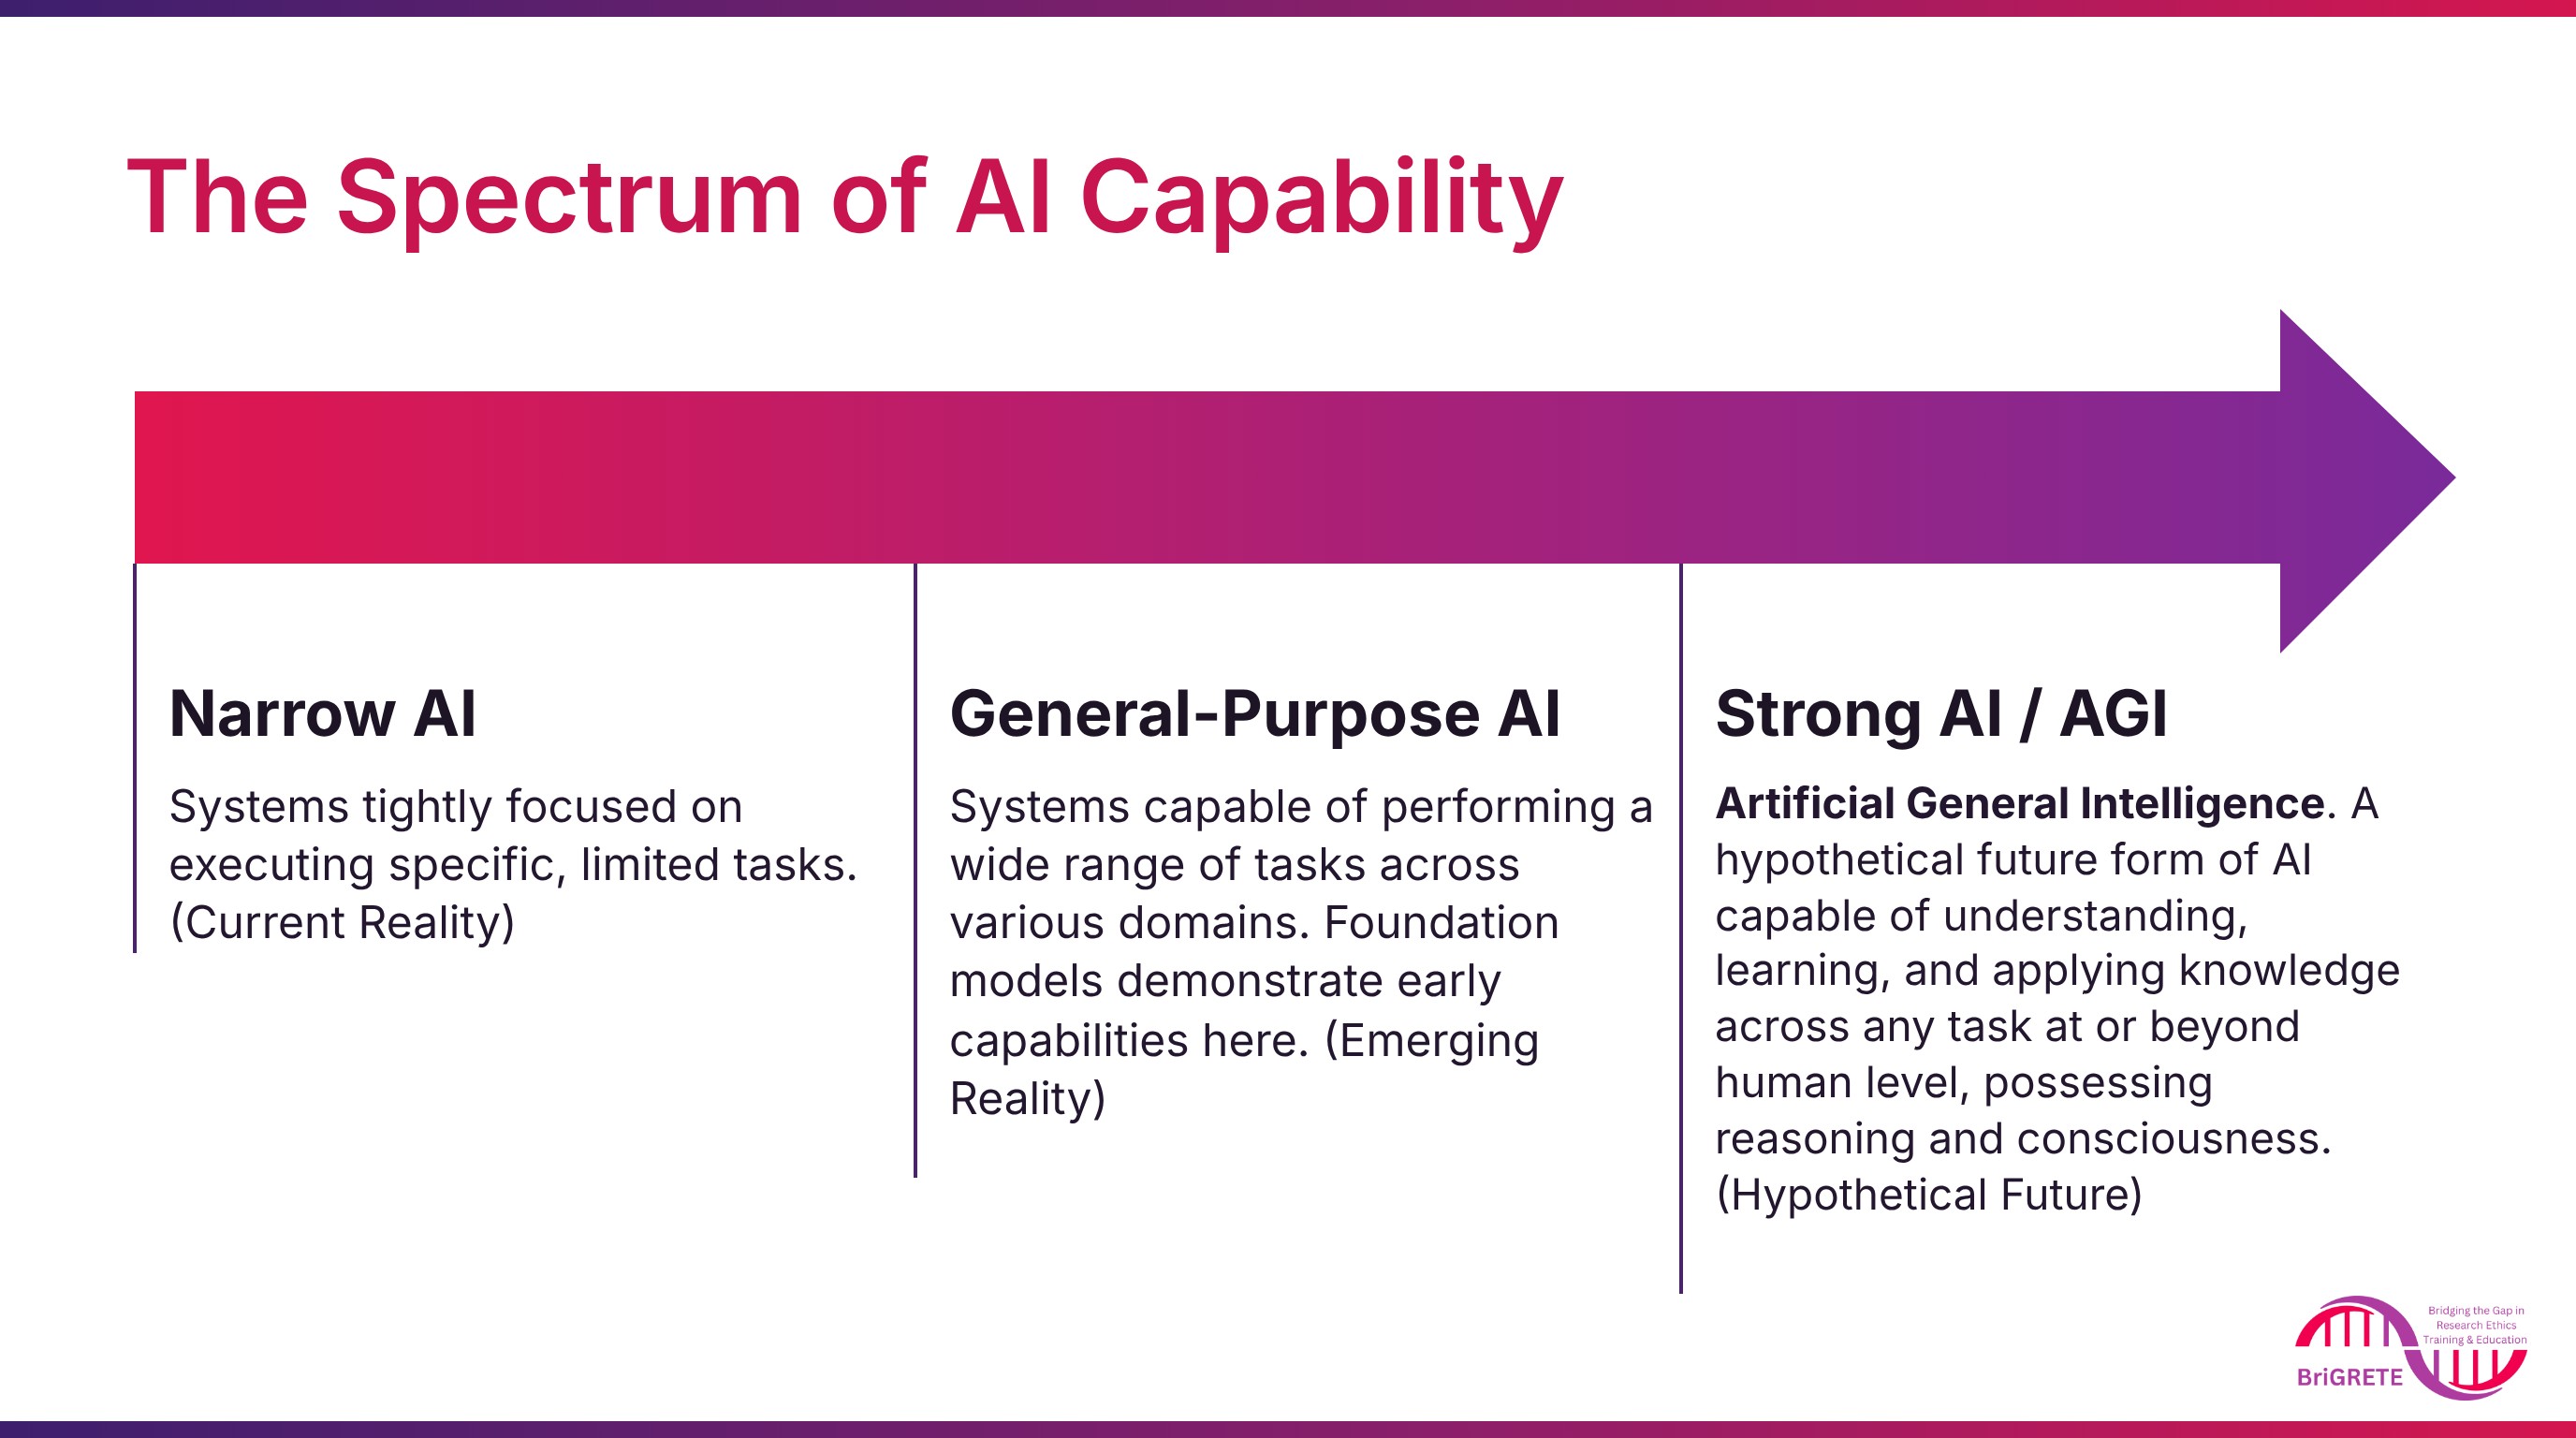 The Spectrum of AI Capability
Narrow AI
Systems tightly focused on
executing specific, limited tasks.
(Current Reality)
General-Purpose AI
Systems capable of performing a
wide range of tasks across
various domains. Foundation
models demonstrate early
capabilities here. (Emerging
Reality)
Strong AI / AGI
Artificial General Intelligence. A
hypothetical future form of AI
capable of understanding,
learning, and applying knowledge
across any task at or beyond
human level, possessing
reasoning and consciousness.
(Hypothetical Future)
Bridging the Gap in
Research Ethics
Training & Education
BriGRETE